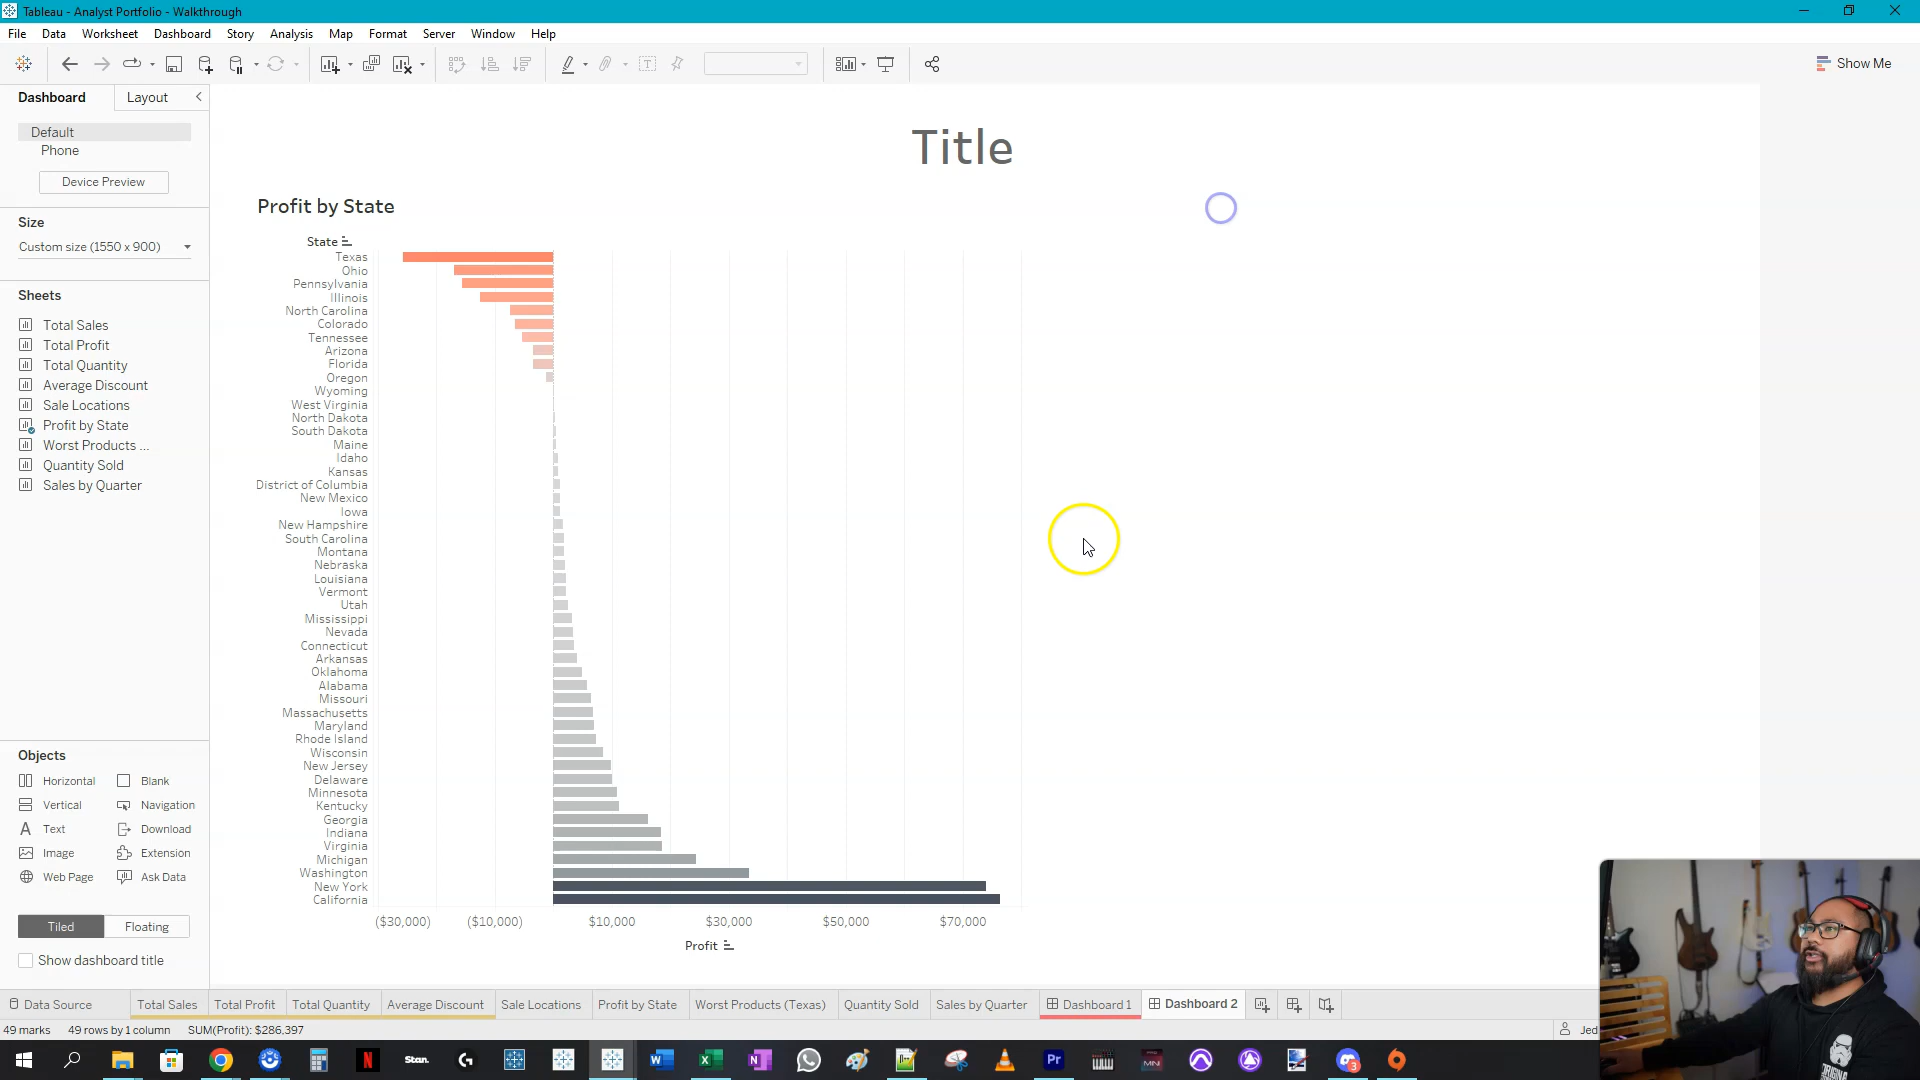 Tableau - Analyst Portfolio - Walkthrough
File Data Worksheet Dashboard Story Analysis Map Format Server Window Help
Show Me
Dashboard Layout
Default
Phone
Device Preview
Size
Custom size (1550 x 900)
Sheets
Total Sales
Total Profit
Total Quantity
Average Discount
Sale Locations
Profit by State
Worst Products ...
Quantity Sold
Sales by Quarter
Objects
Horizontal Blank
Vertical Navigation
Text Download
Image Extension
Web Page Ask Data
Tiled Floating
Show dashboard title
Title
Profit by State
State
Texas
Ohio
Pennsylvania
Illinois
North Carolina
Colorado
Tennessee
Arizona
Florida
Oregon
Wyoming
West Virginia
North Dakota
South Dakota
Maine
Idaho
Kansas
District of Columbia
New Mexico
Iowa
New Hampshire
South Carolina
Montana
Nebraska
Louisiana
Vermont
Utah
Mississippi
Nevada
Connecticut
Arkansas
Oklahoma
Alabama
Missouri
Massachusetts
Maryland
Rhode Island
Wisconsin
New Jersey
Delaware
Minnesota
Kentucky
Georgia
Indiana
Virginia
Michigan
Washington
New York
California
($30,000) ($10,000) $10,000 $30,000 $50,000 $70,000
Profit
Data Source Total Sales Total Profit Total Quantity Average Discount Sale Locations Profit by State Worst Products (Texas) Quantity Sold Sales by Quarter Dashboard 1 Dashboard 2
49 marks 49 rows by 1 column SUM(Profit): $286,397 Jed
Stan.
Pr
MN
3
ORIGINAL